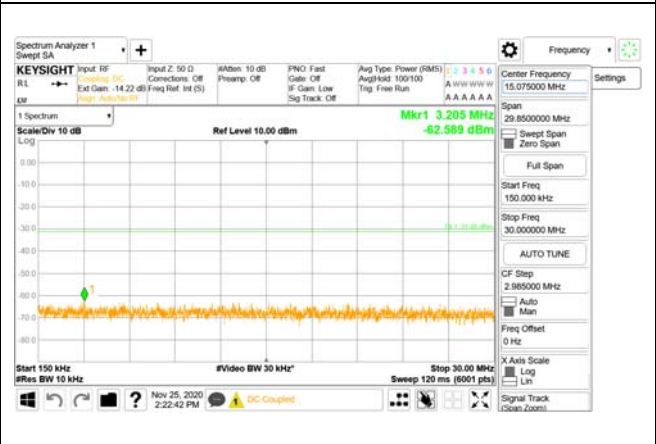 Spectrum Analyzer 1
Swept SA
Frequency
KEYSIGHT
RL
Input: RF
Coupling: DC
Ext Gain: -14.22 dB
Align: Auto/No RF
Input Z: 50 Ω
Corrections: Off
Freq Ref: Int (S)
#Atten: 10 dB
Preamp: Off
PNO: Fast
Gate: Off
IF Gain: Low
Sig Track: Off
Avg Type: Power (RMS)
Avg|Hold: 100/100
Trig: Free Run
1 2 3 4 5 6
A W W W W W
A A A A A A
1 Spectrum
Scale/Div 10 dB
Log
Ref Level 10.00 dBm
Mkr1 3.205 MHz
-62.589 dBm
0.00
-10.0
-20.0
-30.0
-40.0
-50.0
-60.0
-70.0
-80.0
1
Start 150 kHz
#Res BW 10 kHz
#Video BW 30 kHz*
Stop 30.00 MHz
Sweep 120 ms (6001 pts)
Nov 25, 2020
2:22:42 PM
DC Coupled
Center Frequency
15.075000 MHz
Settings
Span
29.8500000 MHz
Swept Span
Zero Span
Full Span
Start Freq
150.000 kHz
Stop Freq
30.000000 MHz
AUTO TUNE
CF Step
2.985000 MHz
Auto
Man
Freq Offset
0 Hz
X Axis Scale
Log
Lin
Signal Track
(Span Zoom)